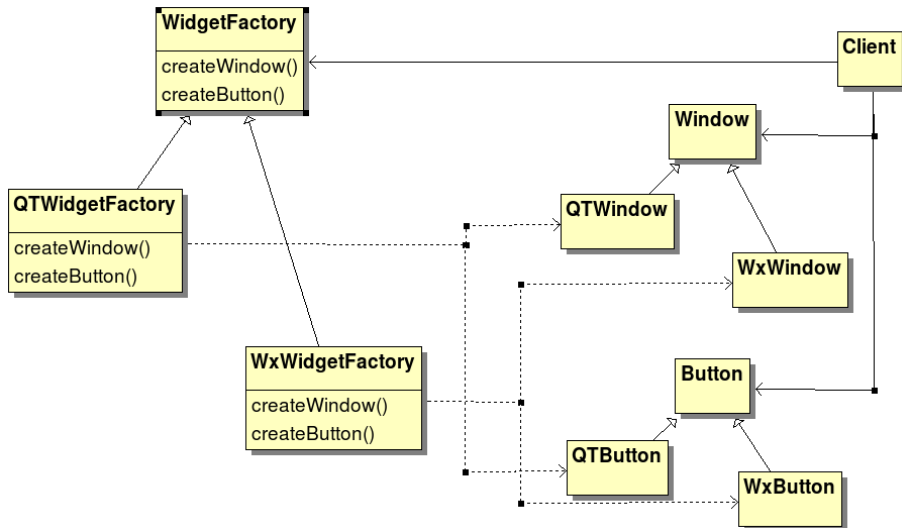 WidgetFactory
createWindow()
createButton()
Client
Window
QTWidgetFactory
createWindow()
createButton()
QTWindow
WxWindow
WxWidgetFactory
createWindow()
createButton()
Button
QTButton
WxButton